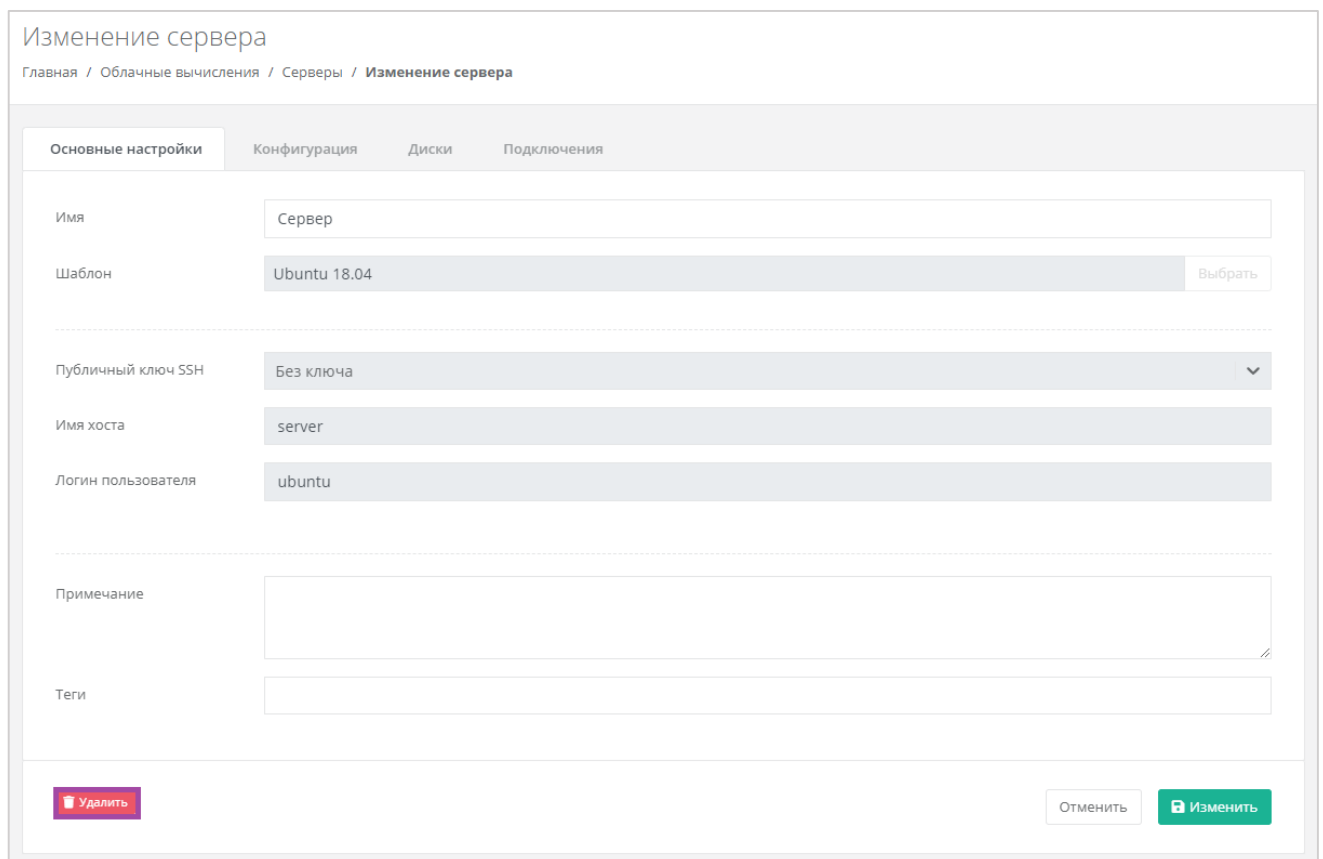 Изменение сервера
Главная / Облачные вычисления / Серверы / Изменение сервера
Основные настройки Конфигурация Диски Подключения
Имя Сервер
Шаблон Ubuntu 18.04 Выбрать
Публичный ключ SSH Без ключа
Имя хоста server
Логин пользователя ubuntu
Примечание
Теги
Удалить Отменить Изменить